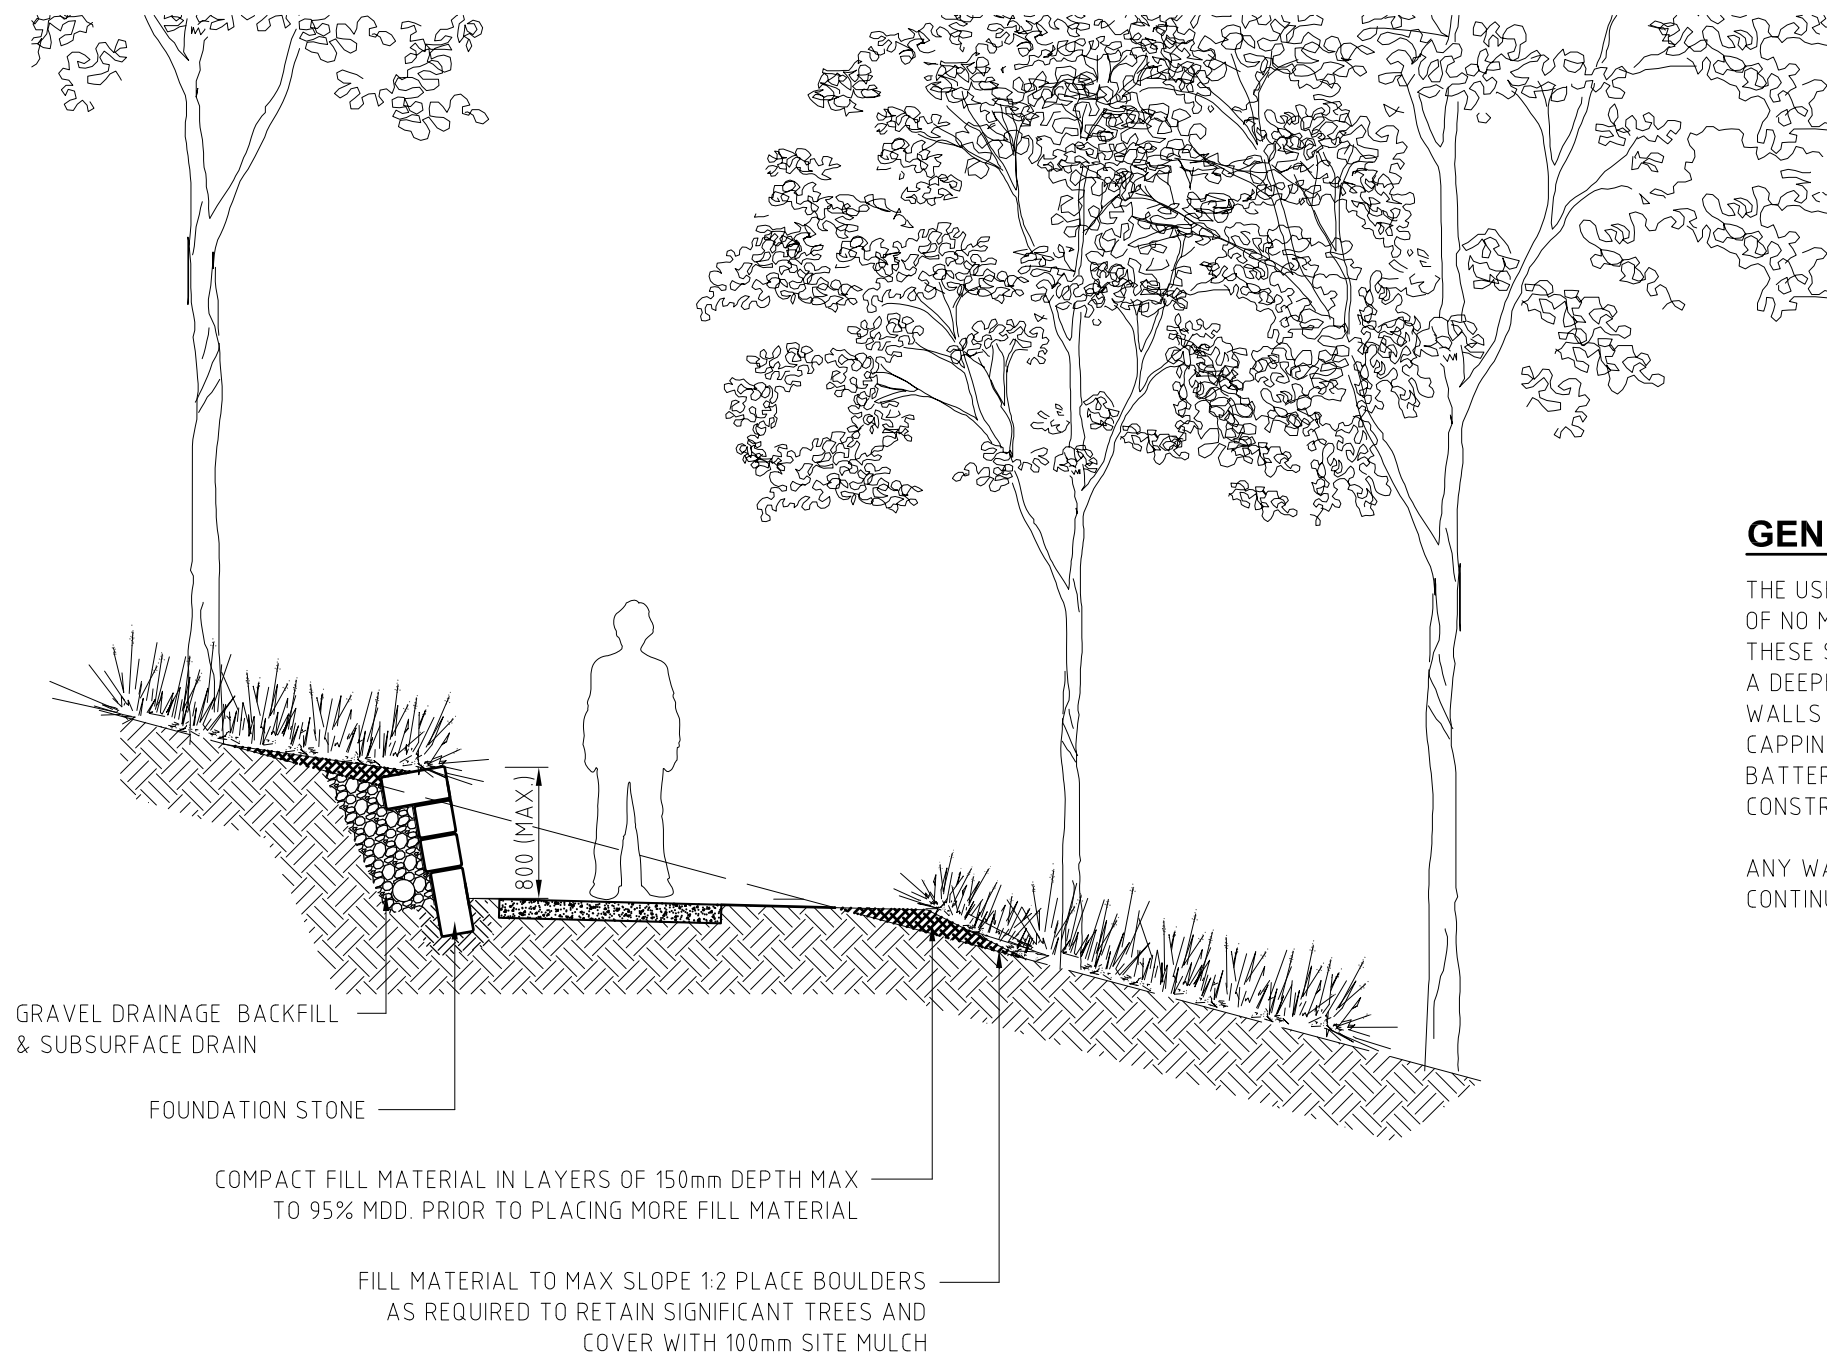 GEN
THE USE
OF NO M
THESE S
A DEEP
WALLS
CAPPIN
BATTER
CONSTR
ANY WA
CONTINU
800 (MAX.)
GRAVEL DRAINAGE BACKFILL
& SUBSURFACE DRAIN
FOUNDATION STONE
COMPACT FILL MATERIAL IN LAYERS OF 150mm DEPTH MAX
TO 95% MDD. PRIOR TO PLACING MORE FILL MATERIAL
FILL MATERIAL TO MAX SLOPE 1:2 PLACE BOULDERS
AS REQUIRED TO RETAIN SIGNIFICANT TREES AND
COVER WITH 100mm SITE MULCH